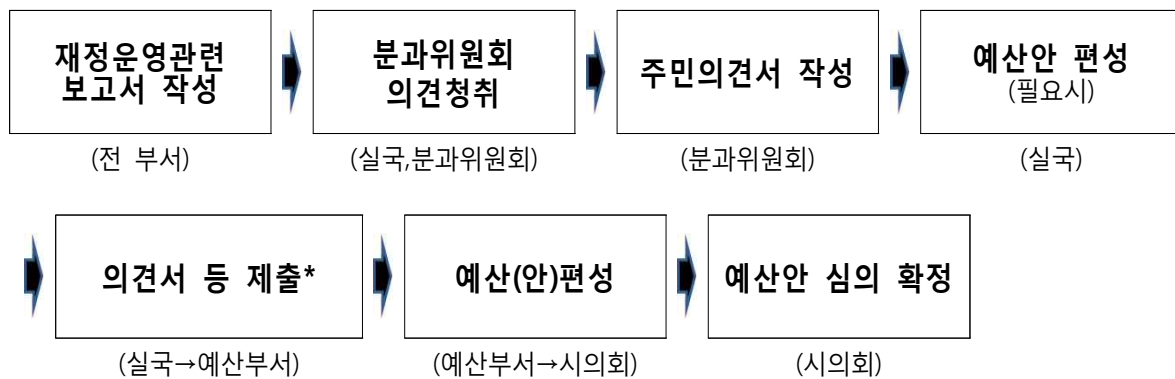 재정운영관련
보고서 작성
(전 부서)
분과위원회
의견청취
(실국,분과위원회)
주민의견서 작성
(분과위원회)
예산안 편성
(필요시)
(실국)
의견서 등 제출*
(실국→예산부서)
예산(안)편성
(예산부서→시의회)
예산안 심의 확정
(시의회)